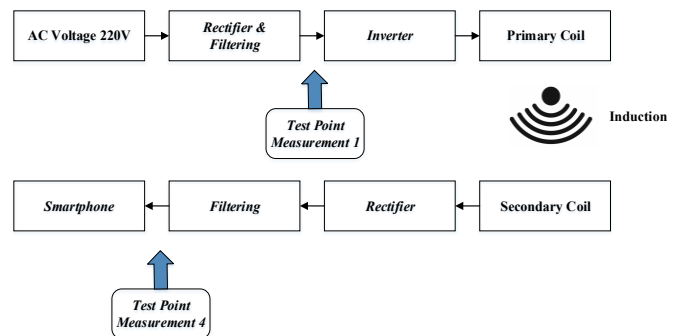 AC Voltage 220V
Rectifier &
Filtering
Inverter
Primary Coil
Test Point
Measurement 1
Induction
Smartphone
Filtering
Rectifier
Secondary Coil
Test Point
Measurement 4